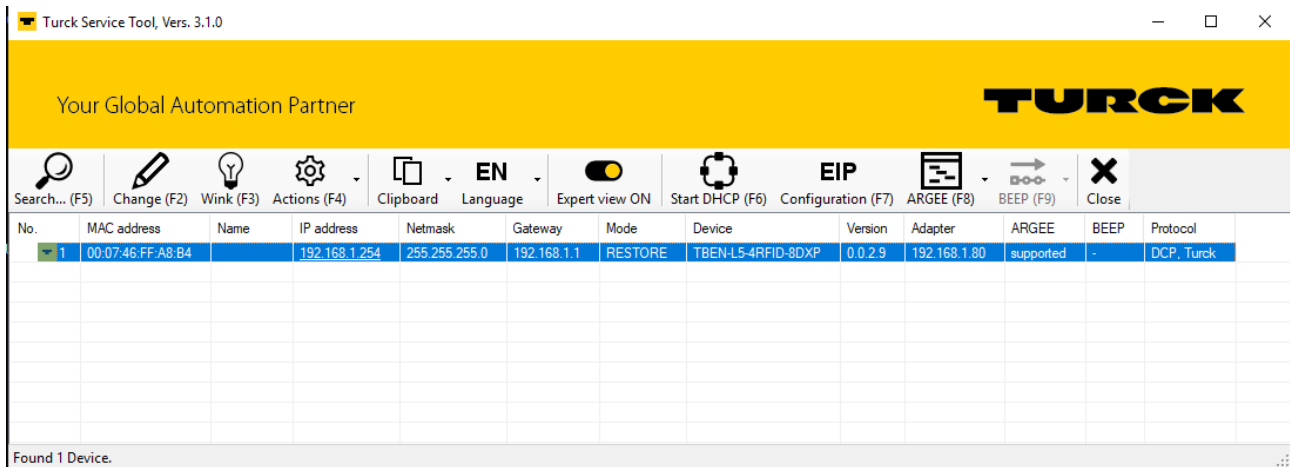 Turck Service Tool, Vers. 3.1.0
Your Global Automation Partner
TURCK
Search... (F5) Change (F2) Wink (F3) Actions (F4) Clipboard EN Language Expert view ON Start DHCP (F6) EIP Configuration (F7) ARGEE (F8) BEEP (F9) Close
No. MAC address Name IP address Netmask Gateway Mode Device Version Adapter ARGEE BEEP Protocol
1 00:07:46:FF:A8:B4 192.168.1.254 255.255.255.0 192.168.1.1 RESTORE TBEN-L5-4RFID-8DXP 0.0.2.9 192.168.1.80 supported - DCP, Turck
Found 1 Device.